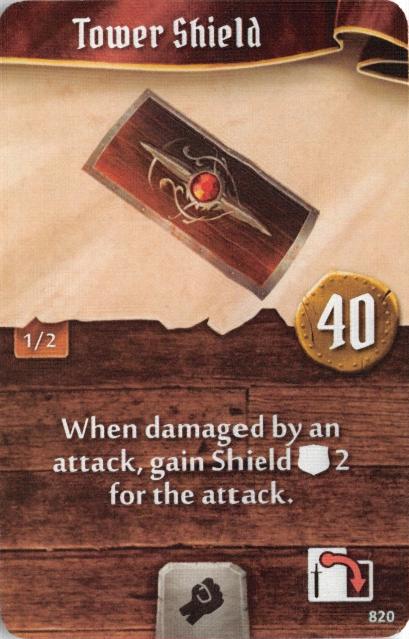 Tower Shield
40
1/2
When damaged by an
attack, gain Shield 2
for the attack.
820